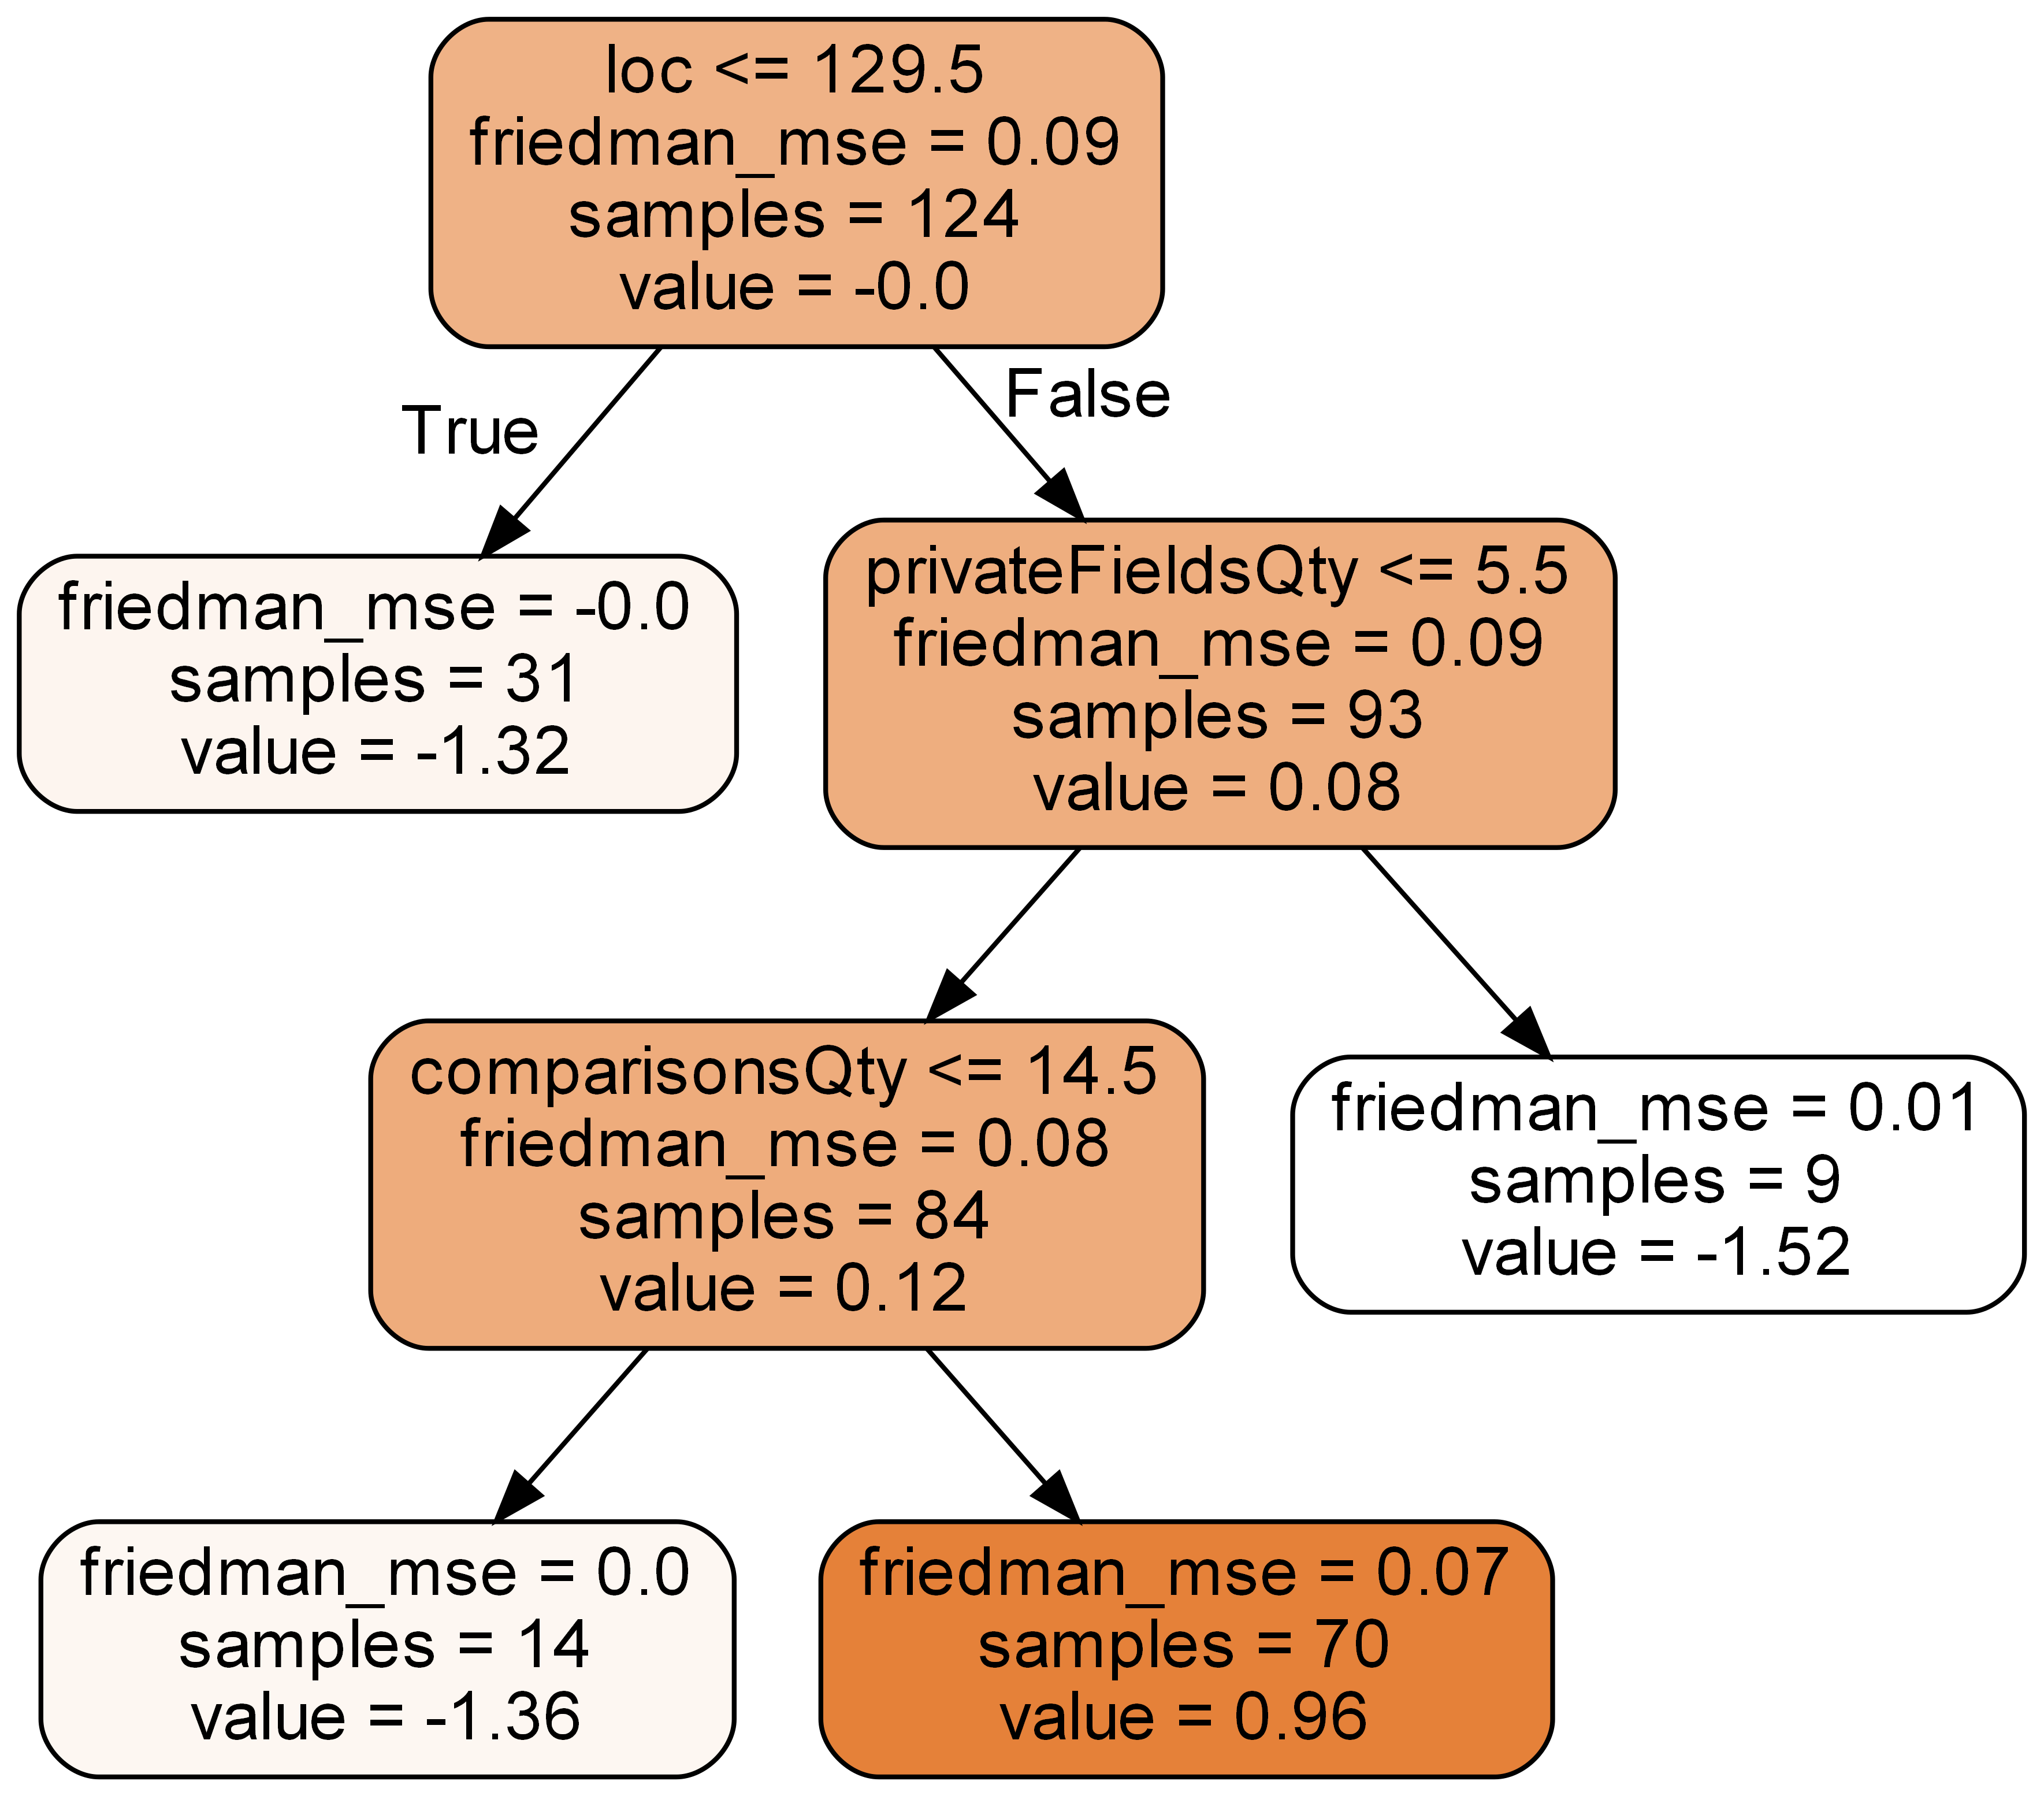 loc <= 129.5
friedman_mse = 0.09
samples = 124
value = -0.0
True
False
friedman_mse = -0.0
samples = 31
value = -1.32
privateFieldsQty <= 5.5
friedman_mse = 0.09
samples = 93
value = 0.08
comparisonsQty <= 14.5
friedman_mse = 0.08
samples = 84
value = 0.12
friedman_mse = 0.01
samples = 9
value = -1.52
friedman_mse = 0.0
samples = 14
value = -1.36
friedman_mse = 0.07
samples = 70
value = 0.96